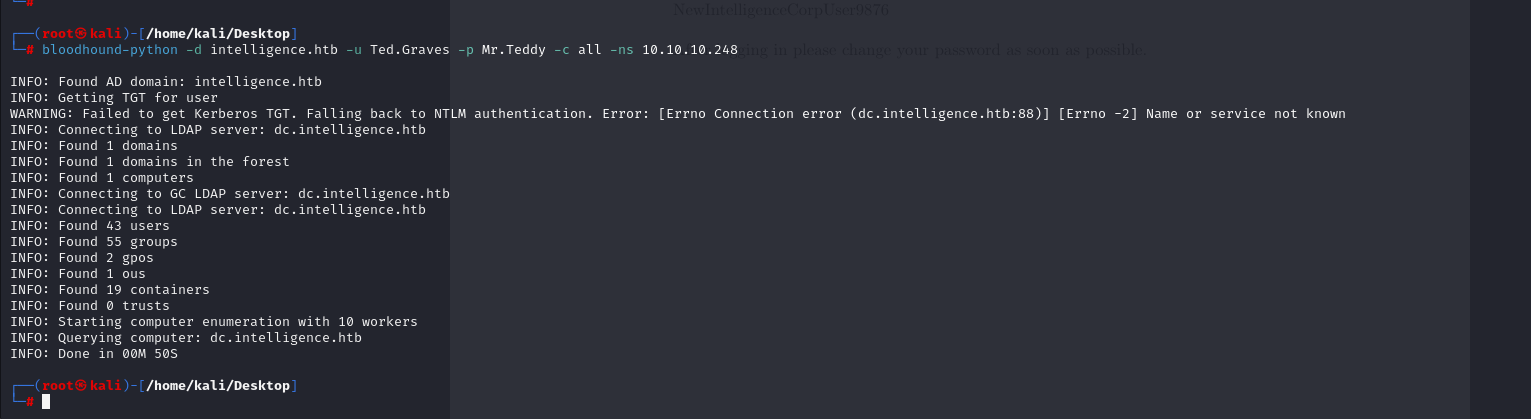 └─#
NewIntelligenceCorpUser9876
┌──(root㉿kali)-[/home/kali/Desktop]
└─# bloodhound-python -d intelligence.htb -u Ted.Graves -p Mr.Teddy -c all -ns 10.10.10.248
ging in please change your password as soon as possible.
INFO: Found AD domain: intelligence.htb
INFO: Getting TGT for user
WARNING: Failed to get Kerberos TGT. Falling back to NTLM authentication. Error: [Errno Connection error (dc.intelligence.htb:88)] [Errno -2] Name or service not known
INFO: Connecting to LDAP server: dc.intelligence.htb
INFO: Found 1 domains
INFO: Found 1 domains in the forest
INFO: Found 1 computers
INFO: Connecting to GC LDAP server: dc.intelligence.htb
INFO: Connecting to LDAP server: dc.intelligence.htb
INFO: Found 43 users
INFO: Found 55 groups
INFO: Found 2 gpos
INFO: Found 1 ous
INFO: Found 19 containers
INFO: Found 0 trusts
INFO: Starting computer enumeration with 10 workers
INFO: Querying computer: dc.intelligence.htb
INFO: Done in 00M 50S
┌──(root㉿kali)-[/home/kali/Desktop]
└─#